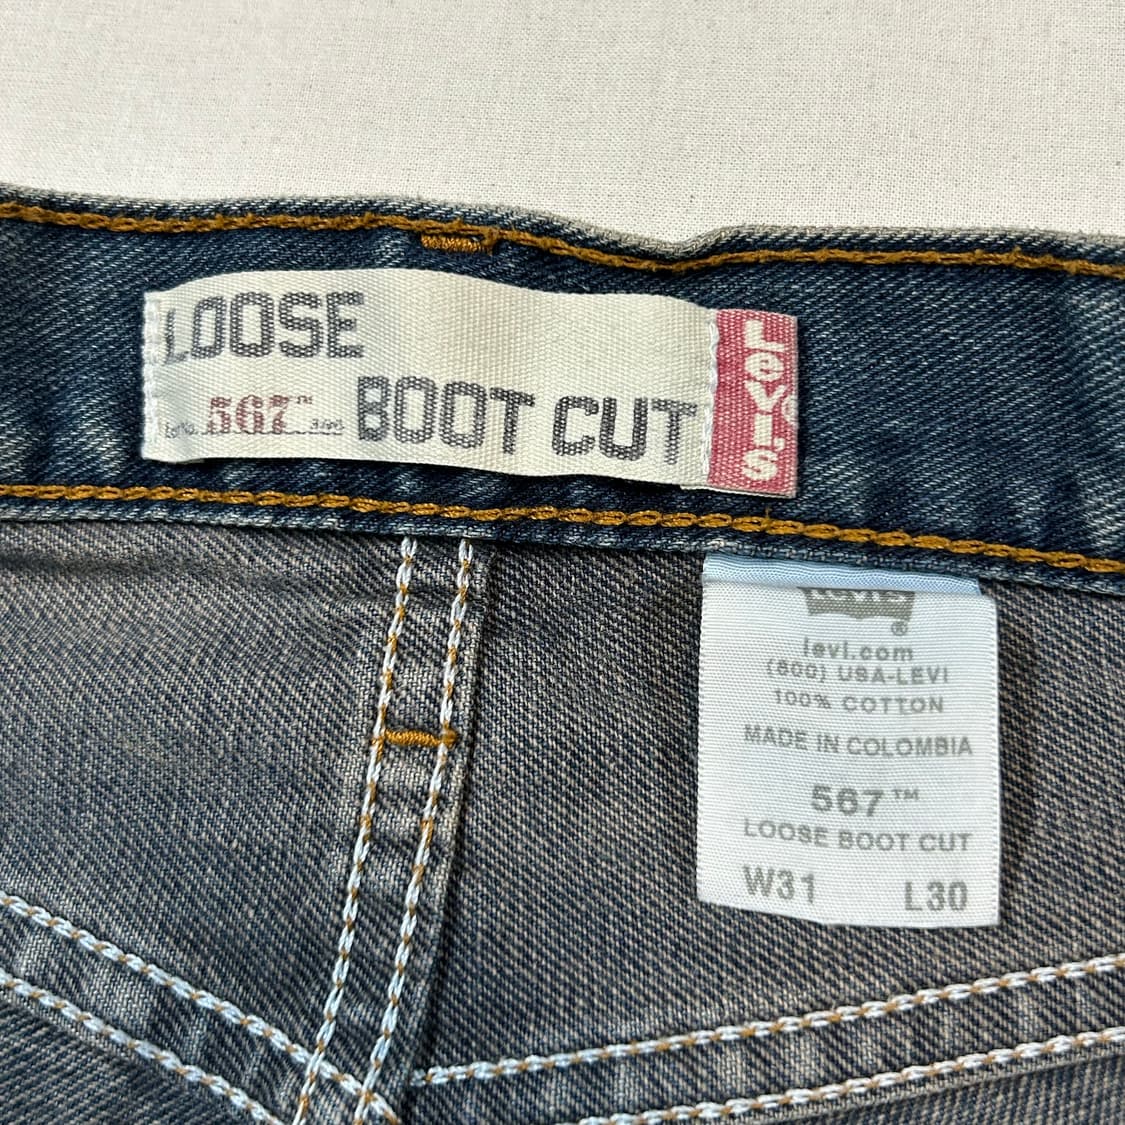 LOOSE
567™ BOOT CUT
Levi's
Levi's
®
levi.com
(800) USA-LEVI
100% COTTON
MADE IN COLOMBIA
567™
LOOSE BOOT CUT
W31 L30